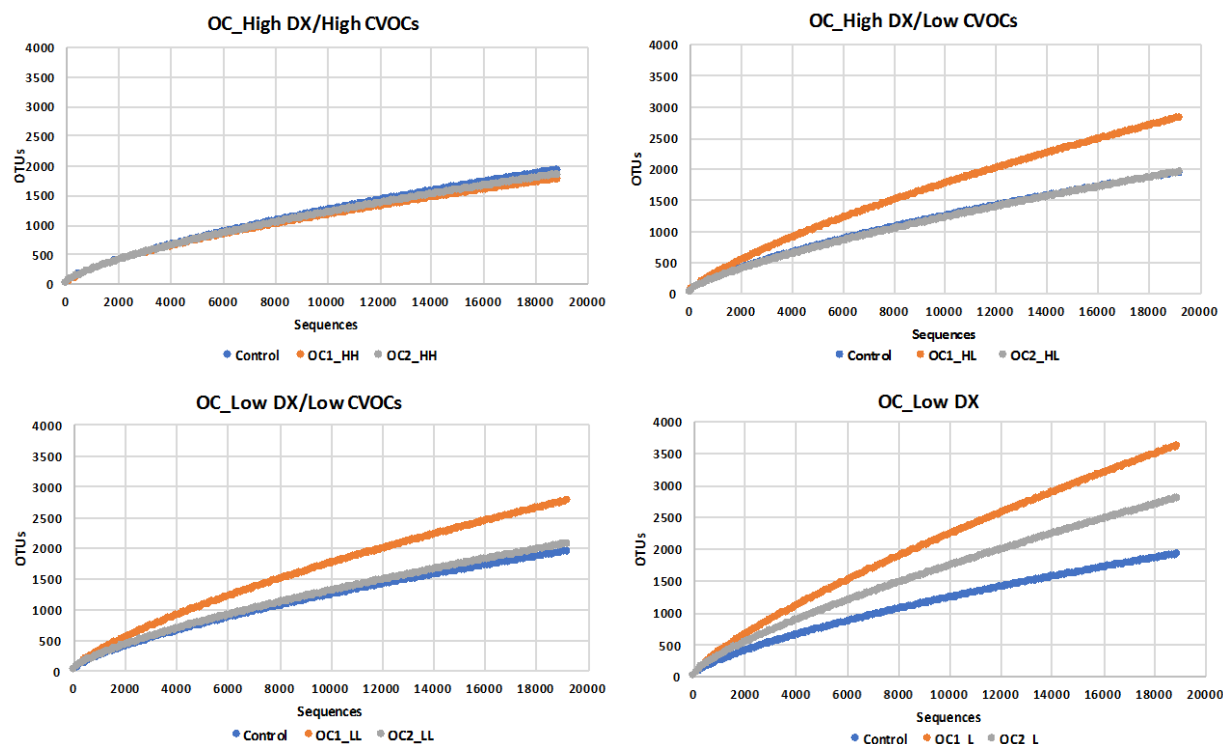 OC_High DX/High CVOCs
4000
3500
3000
2500
2000
1500
1000
500
0
OTUs
0 2000 4000 6000 8000 10000 12000 14000 16000 18000 20000
Sequences
Control OC1_HH OC2_HH
OC_High DX/Low CVOCs
4000
3500
3000
2500
2000
1500
1000
500
0
OTUs
0 2000 4000 6000 8000 10000 12000 14000 16000 18000 20000
Sequences
Control OC1_HL OC2_HL
OC_Low DX/Low CVOCs
4000
3500
3000
2500
2000
1500
1000
500
0
OTUs
0 2000 4000 6000 8000 10000 12000 14000 16000 18000 20000
Sequences
Control OC1_LL OC2_LL
OC_Low DX
4000
3500
3000
2500
2000
1500
1000
500
0
OTUs
0 2000 4000 6000 8000 10000 12000 14000 16000 18000 20000
Sequences
Control OC1_L OC2_L